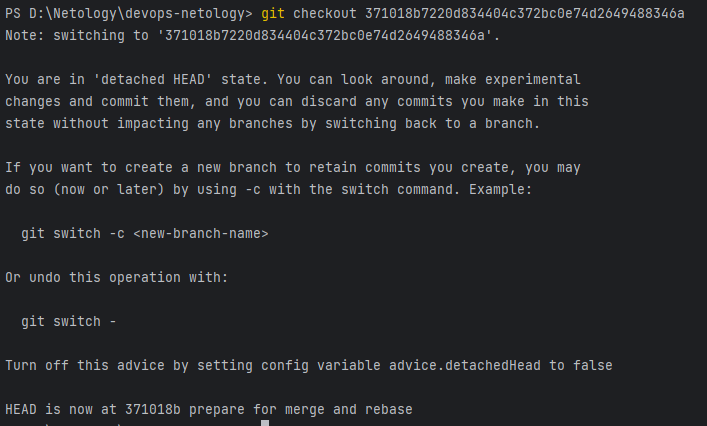 PS D:\Netology\devops-netology> git checkout 371018b7220d834404c372bc0e74d2649488346a
Note: switching to '371018b7220d834404c372bc0e74d2649488346a'.
You are in 'detached HEAD' state. You can look around, make experimental
changes and commit them, and you can discard any commits you make in this
state without impacting any branches by switching back to a branch.
If you want to create a new branch to retain commits you create, you may
do so (now or later) by using -c with the switch command. Example:
git switch -c <new-branch-name>
Or undo this operation with:
git switch -
Turn off this advice by setting config variable advice.detachedHead to false
HEAD is now at 371018b prepare for merge and rebase